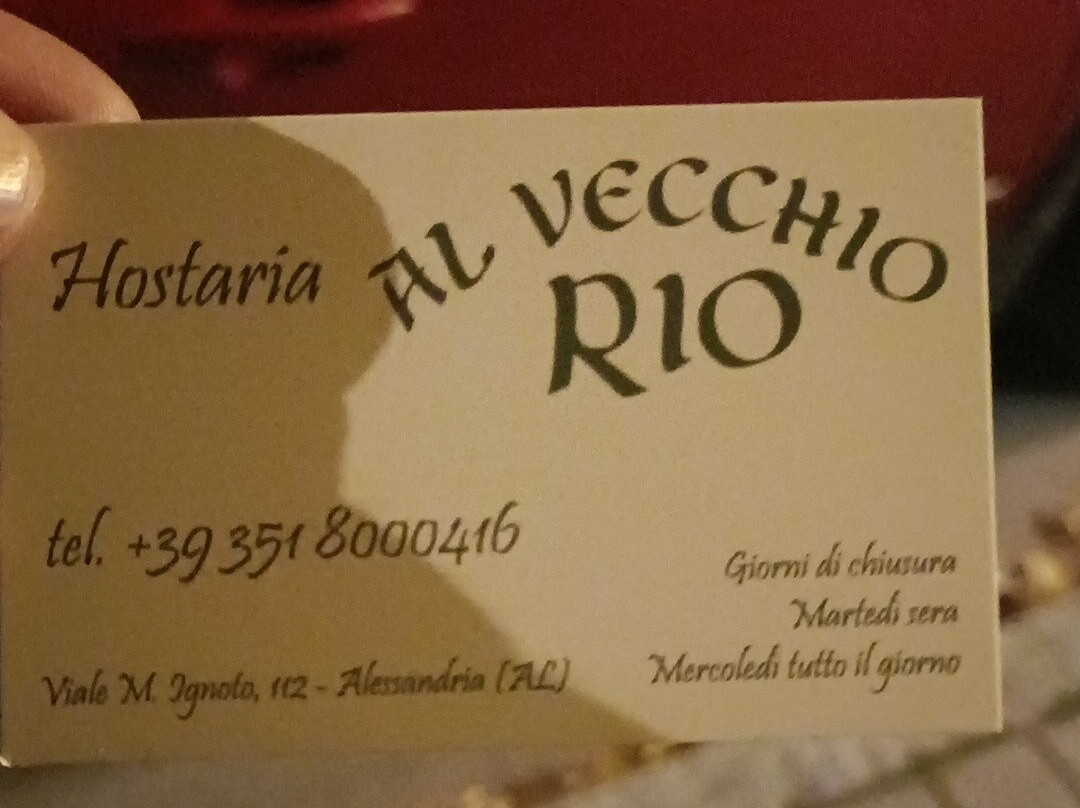 Hostaria
AL VECCHIO
RIO
tel. +39 351 8000416
Giorni di chiusura
Martedì sera
Mercoledì tutto il giorno
Viale M. Ignoto, 112 - Alessandria (AL)